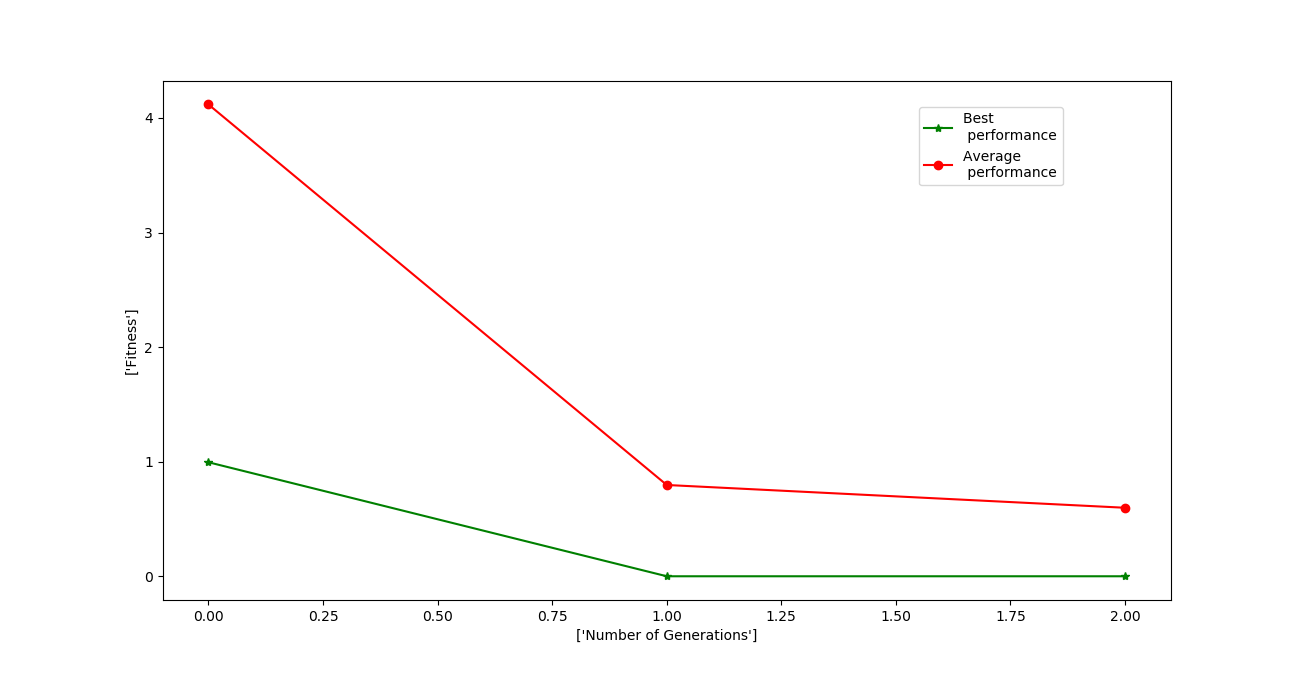 Best
performance
Average
performance
4
3
2
1
0
['Fitness']
0.00 0.25 0.50 0.75 1.00 1.25 1.50 1.75 2.00
['Number of Generations']